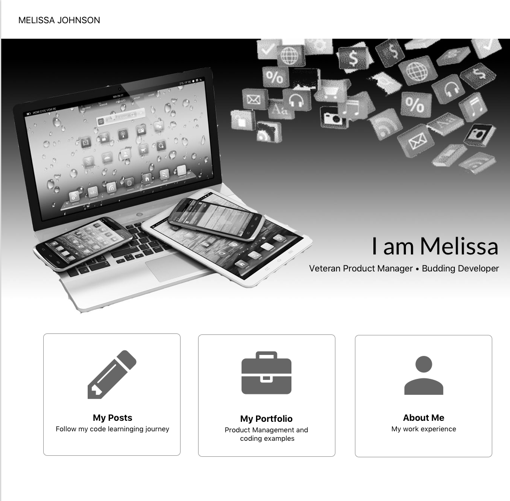 MELISSA JOHNSON
I am Melissa
Veteran Product Manager • Budding Developer
My Posts
Follow my code learninging journey
My Portfolio
Product Management and
coding examples
About Me
My work experience